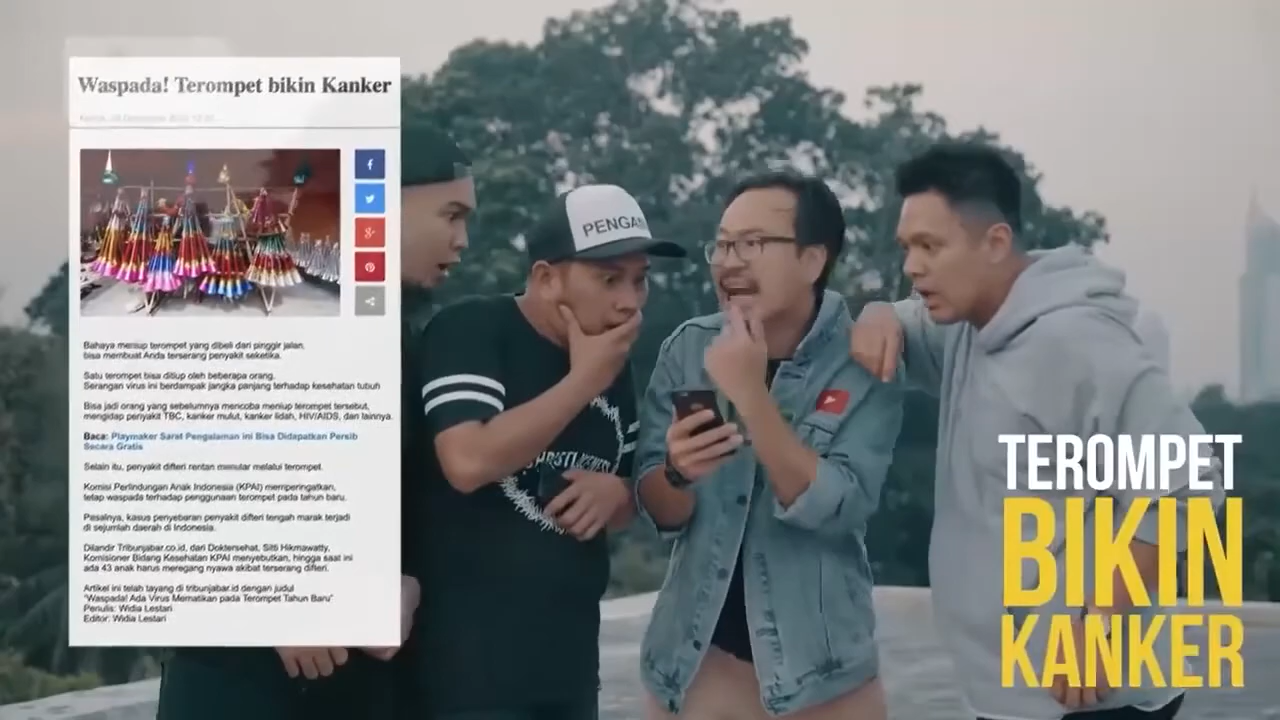 Waspada! Terompet bikin Kanker
Bahaya meniup terompet yang dibeli dari pinggir jalan,
bisa membuat Anda terserang penyakit seketika.
Satu terompet bisa ditiup oleh beberapa orang.
Serangan virus ini berdampak jangka panjang terhadap kesehatan tubuh
Bisa jadi orang yang sebelumnya mencoba meniup terompet tersebut,
mengidap penyakit TBC, kanker mulut, kanker lidah, HIV/AIDS, dan lainnya.
Baca: Playmaker Sarat Pengalaman ini Bisa Didapatkan Persib
Secara Gratis
Selain itu, penyakit difteri rentan menular melalui terompet.
Komisi Perlindungan Anak Indonesia (KPAI) memperingatkan,
tetap waspada terhadap penggunaan terompet pada tahun baru.
Pasalnya, kasus penyebaran penyakit difteri tengah marak terjadi
di sejumlah daerah di Indonesia.
Dilandir Tribunjabar.co.id, dari Doktersehat, Sitti Hikmawatty,
Komisioner Bidang Kesehatan KPAI menyebutkan, hingga saat ini
ada 43 anak harus meregang nyawa akibat terserang difteri.
Artikel ini telah tayang di tribunjabar.id dengan judul
"Waspada! Ada Virus Mematikan pada Terompet Tahun Baru"
Penulis: Widia Lestari
Editor: Widia Lestari
PENGAN
TEROMPET
BIKIN
KANKER